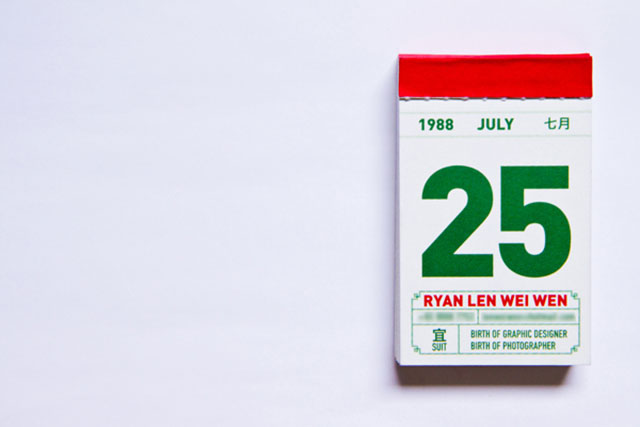 1988 JULY 七月
25
RYAN LEN WEI WEN
宜 SUIT
BIRTH OF GRAPHIC DESIGNER
BIRTH OF PHOTOGRAPHER